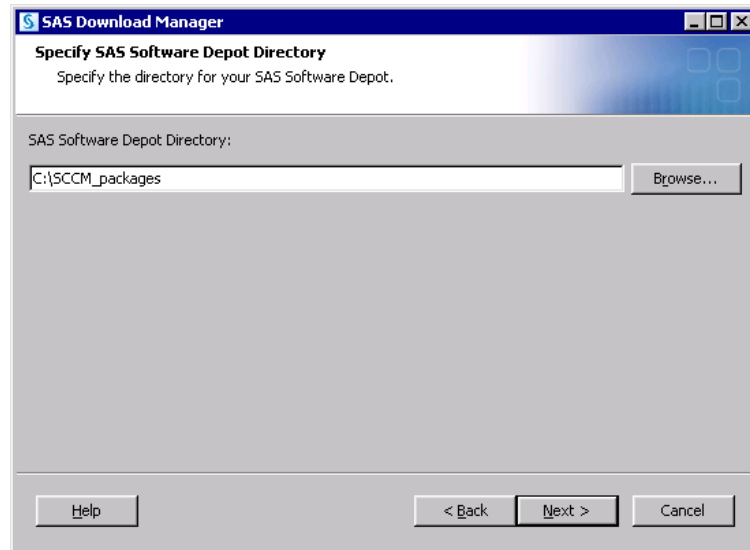 SAS Download Manager
Specify SAS Software Depot Directory
Specify the directory for your SAS Software Depot.
SAS Software Depot Directory:
C:\SCCM_packages
Browse...
Help
< Back
Next >
Cancel